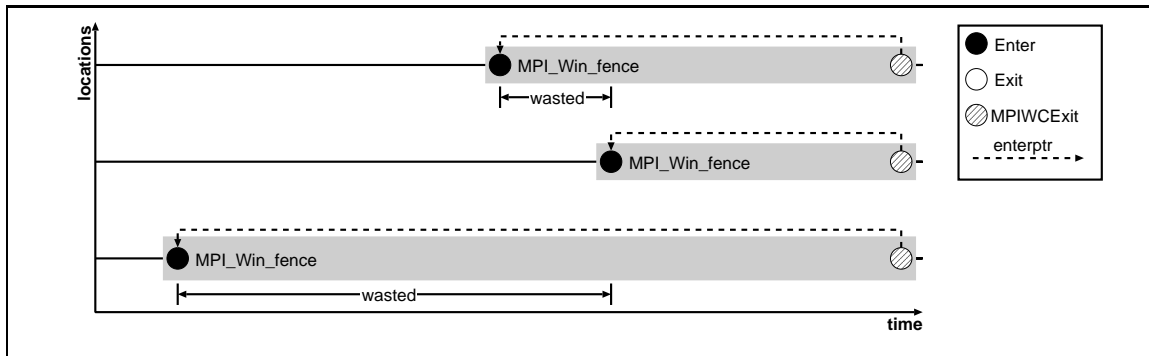 locations
MPI_Win_fence
wasted
MPI_Win_fence
MPI_Win_fence
wasted
time
Enter
Exit
MPIWCExit
enterptr